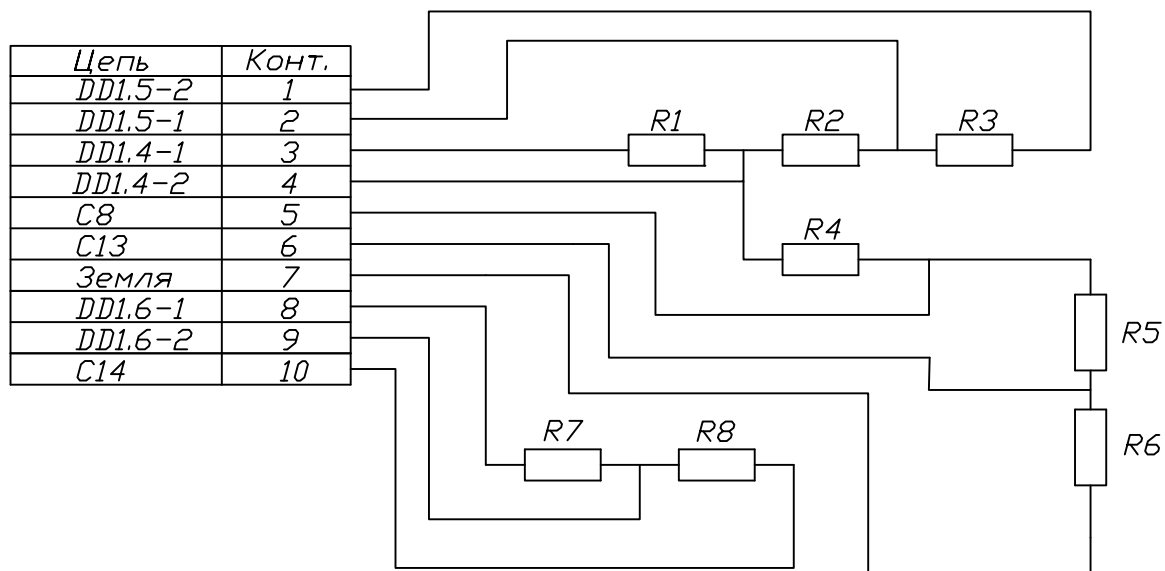 Цепь Конт.
DD1.5-2 1
DD1.5-1 2
DD1.4-1 3
DD1.4-2 4
C8 5
C13 6
Земля 7
DD1.6-1 8
DD1.6-2 9
C14 10
R1 R2 R3
R4
R5
R6
R7 R8